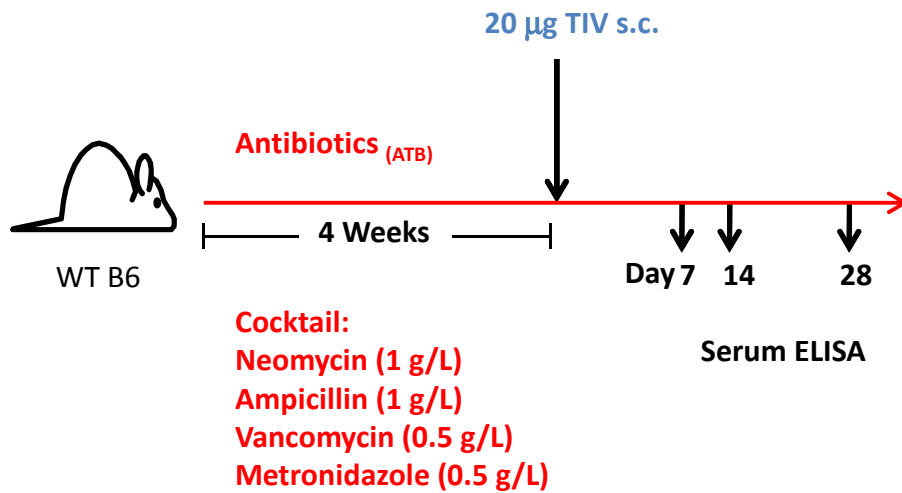 20 μg TIV s.c.
Antibiotics (ATB)
4 Weeks
WT B6
Day 7 14 28
Cocktail:
Neomycin (1 g/L)
Ampicillin (1 g/L)
Vancomycin (0.5 g/L)
Metronidazole (0.5 g/L)
Serum ELISA